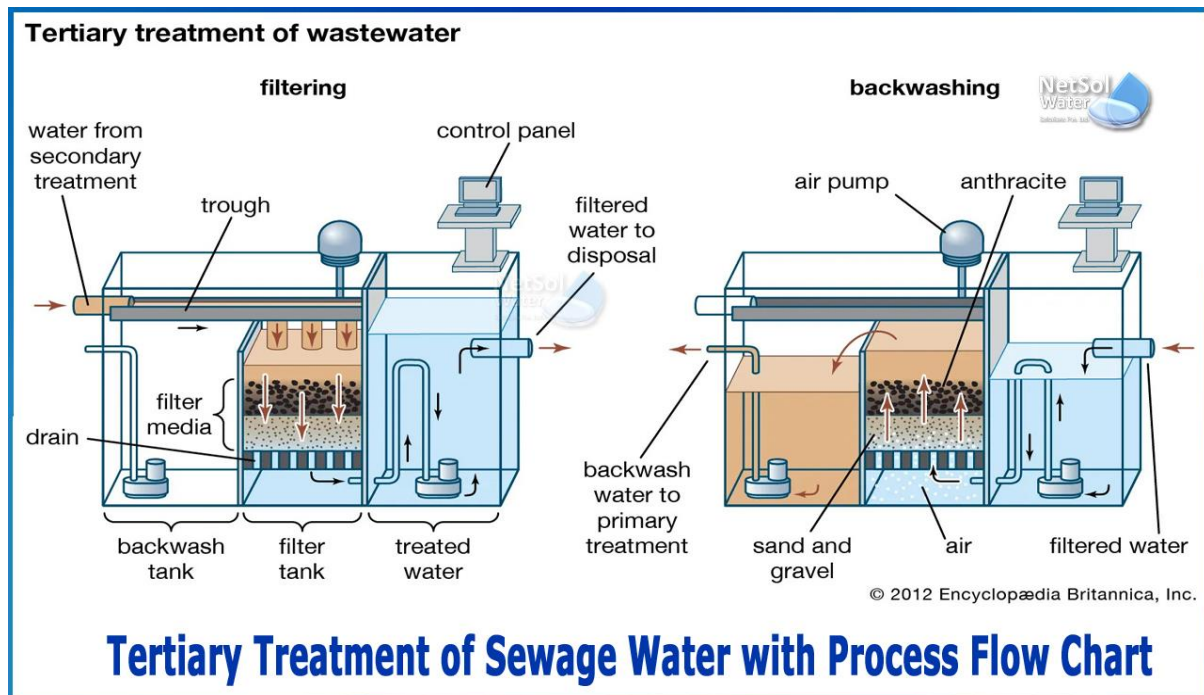 Tertiary treatment of wastewater
filtering
backwashing
NetSol
Water
water from
secondary
treatment
trough
control panel
filtered
water to
disposal
air pump
anthracite
NetSol
Water
filter
media
drain
backwash
tank
filter
tank
treated
water
backwash
water to
primary
treatment
sand and
gravel
air
filtered water
© 2012 Encyclopædia Britannica, Inc.
Tertiary Treatment of Sewage Water with Process Flow Chart